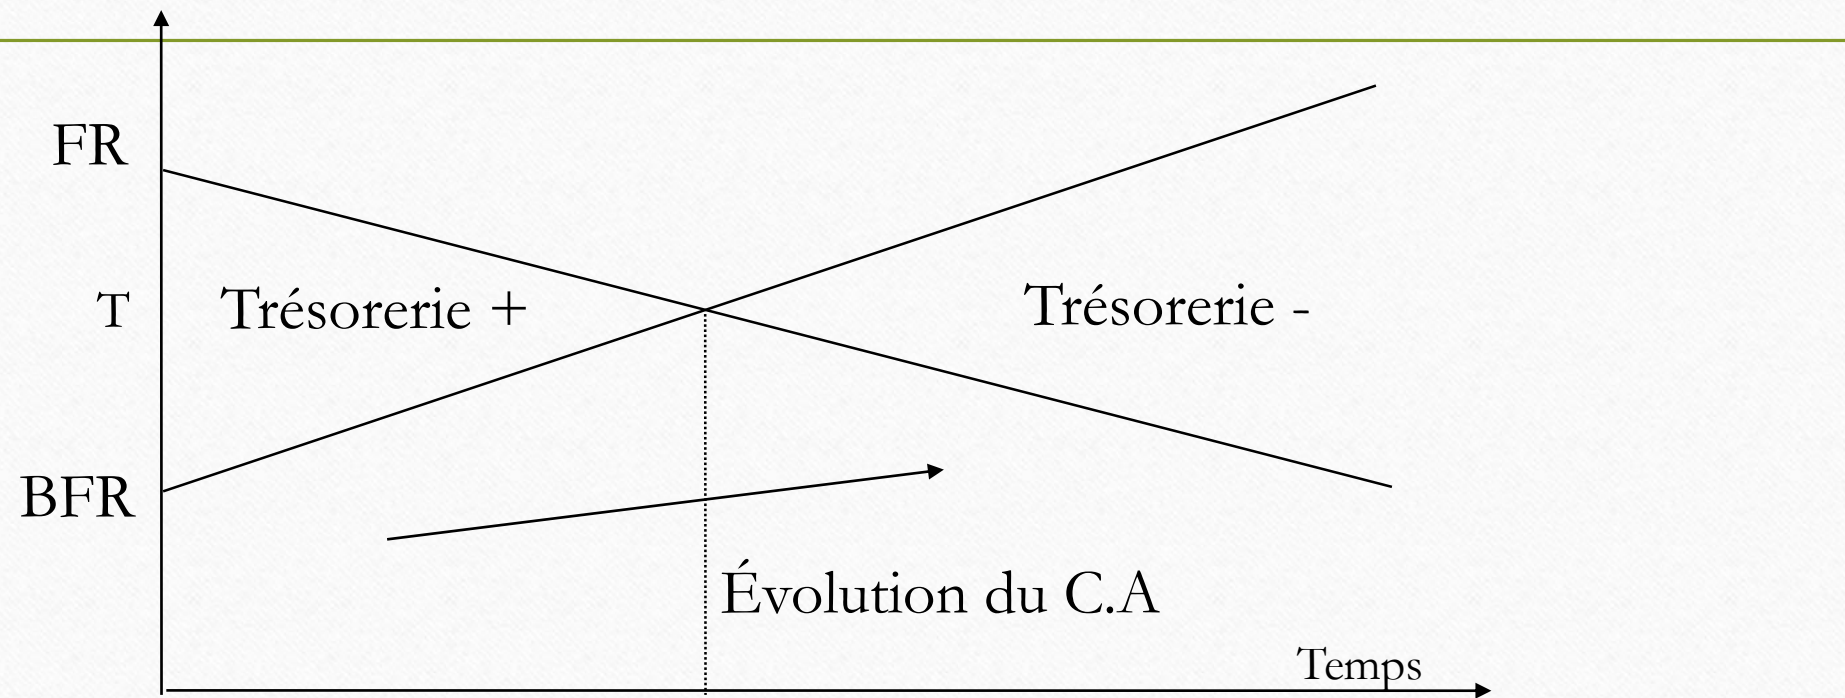 FR
T
Trésorerie +
Trésorerie -
BFR
Évolution du C.A
Temps